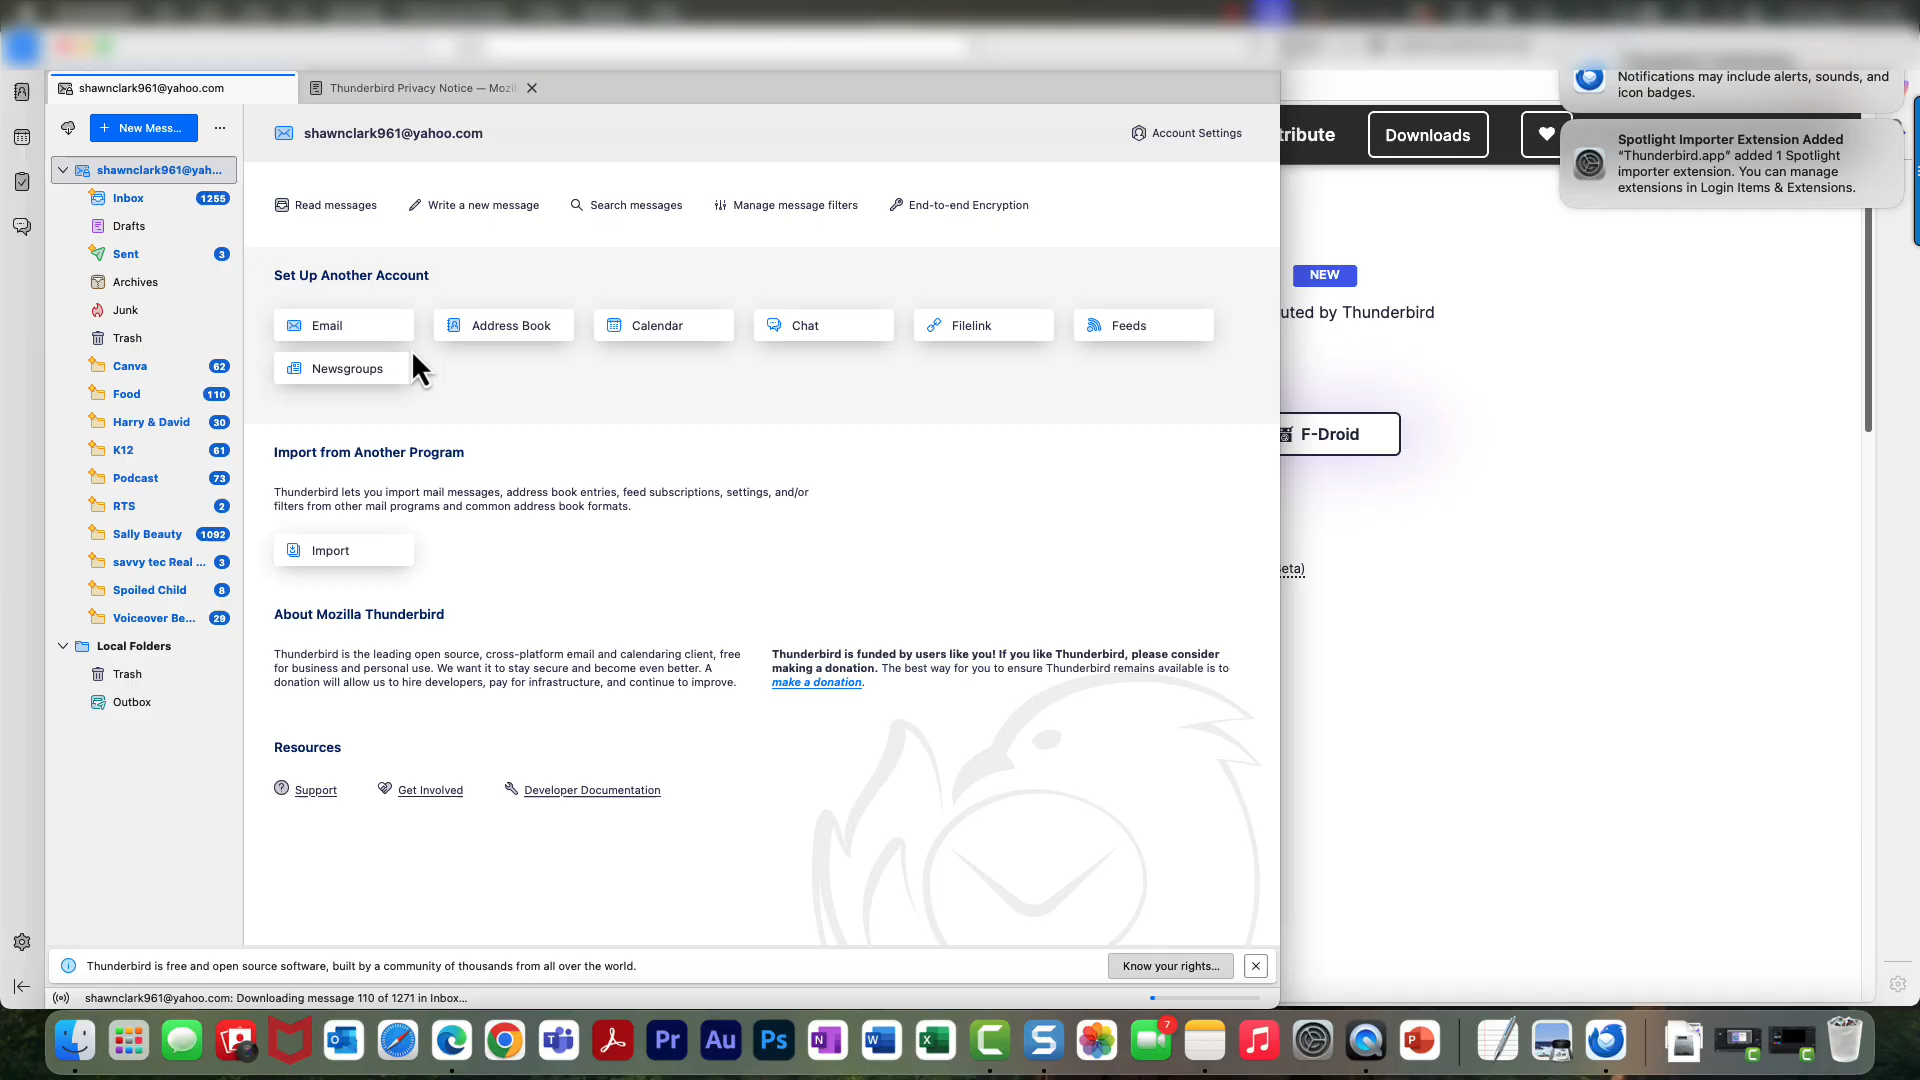 shawnclark961@yahoo.com
Thunderbird Privacy Notice — Mozil
Notifications may include alerts, sounds, and
icon badges.
New Mess...
shawnclark961@yahoo.com
Account Settings
tribute
Downloads
Spotlight Importer Extension Added
“Thunderbird.app” added 1 Spotlight
importer extension. You can manage
extensions in Login Items & Extensions.
shawnclark961@yah...
Inbox 1255
Drafts
Sent 3
Archives
Junk
Trash
Canva 62
Food 110
Harry & David 30
K12 61
Podcast 73
RTS 2
Sally Beauty 1092
savvy tec Real ... 3
Spoiled Child 8
Voiceover Be... 29
Local Folders
Trash
Outbox
Read messages
Write a new message
Search messages
Manage message filters
End-to-end Encryption
Set Up Another Account
Email
Address Book
Calendar
Chat
Filelink
Feeds
Newsgroups
Import from Another Program
Thunderbird lets you import mail messages, address book entries, feed subscriptions, settings, and/or
filters from other mail programs and common address book formats.
Import
About Mozilla Thunderbird
Thunderbird is the leading open source, cross-platform email and calendaring client, free
for business and personal use. We want it to stay secure and become even better. A
donation will allow us to hire developers, pay for infrastructure, and continue to improve.
Thunderbird is funded by users like you! If you like Thunderbird, please consider
making a donation. The best way for you to ensure Thunderbird remains available is to
make a donation.
Resources
Support
Get Involved
Developer Documentation
NEW
uted by Thunderbird
F-Droid
eta)
Thunderbird is free and open source software, built by a community of thousands from all over the world.
Know your rights...
shawnclark961@yahoo.com: Downloading message 110 of 1271 in Inbox...
Pr
Au
Ps
N
W
X
C
S
7
P